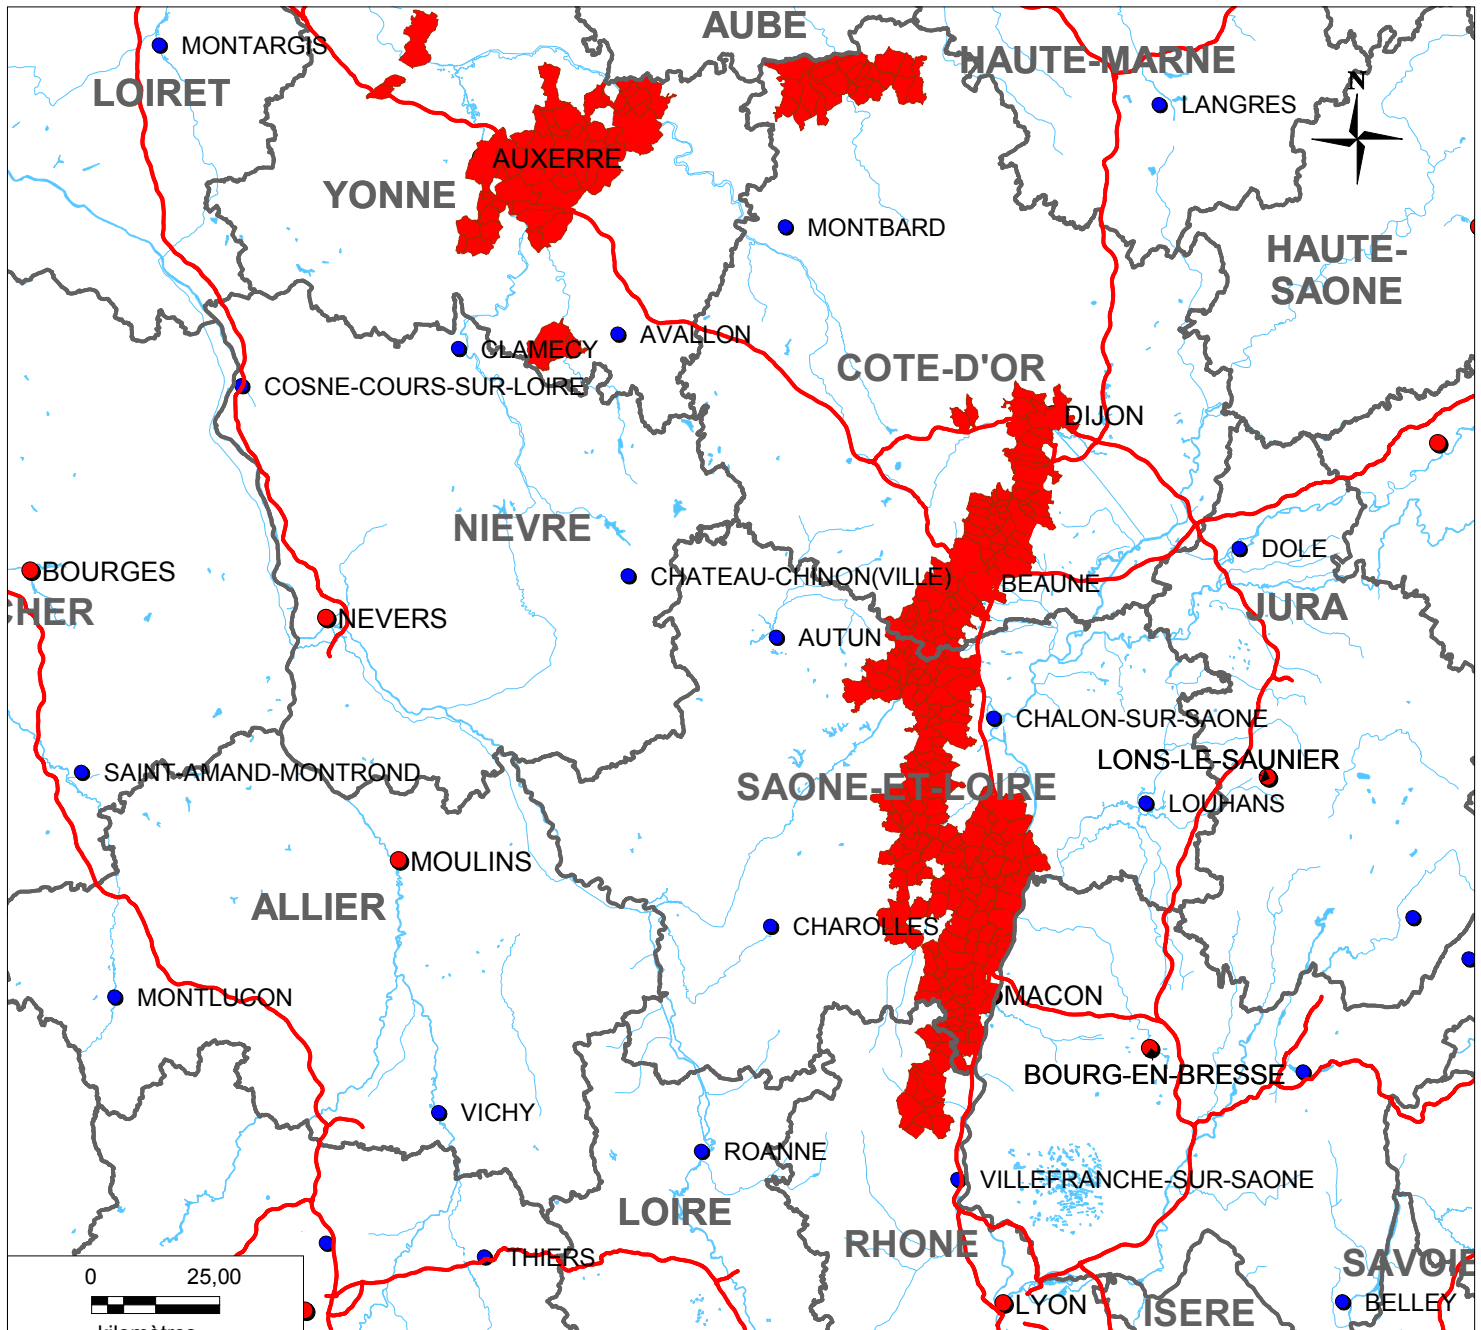 AUBE
MONTARGIS
HAUTE-MARNE
LOIRET
N
LANGRES
AUXERRE
YONNE
MONTBARD
HAUTE-
SAONE
AVALLON
CLAMECY
COTE-D'OR
COSNE-COURS-SUR-LOIRE
DIJON
NIEVRE
DOLE
BOURGES
CHATEAU-CHINON(VILLE)
BEAUNE
CHER
JURA
NEVERS
AUTUN
CHALON-SUR-SAONE
LONS-LE-SAUNIER
SAINT-AMAND-MONTROND
SAONE-ET-LOIRE
LOUHANS
MOULINS
ALLIER
CHAROLLES
MONTLUCON
MACON
BOURG-EN-BRESSE
VICHY
ROANNE
VILLEFRANCHE-SUR-SAONE
LOIRE
RHONE
THIERS
SAVOIE
0 25,00
kilomètres
LYON
ISERE
BELLEY